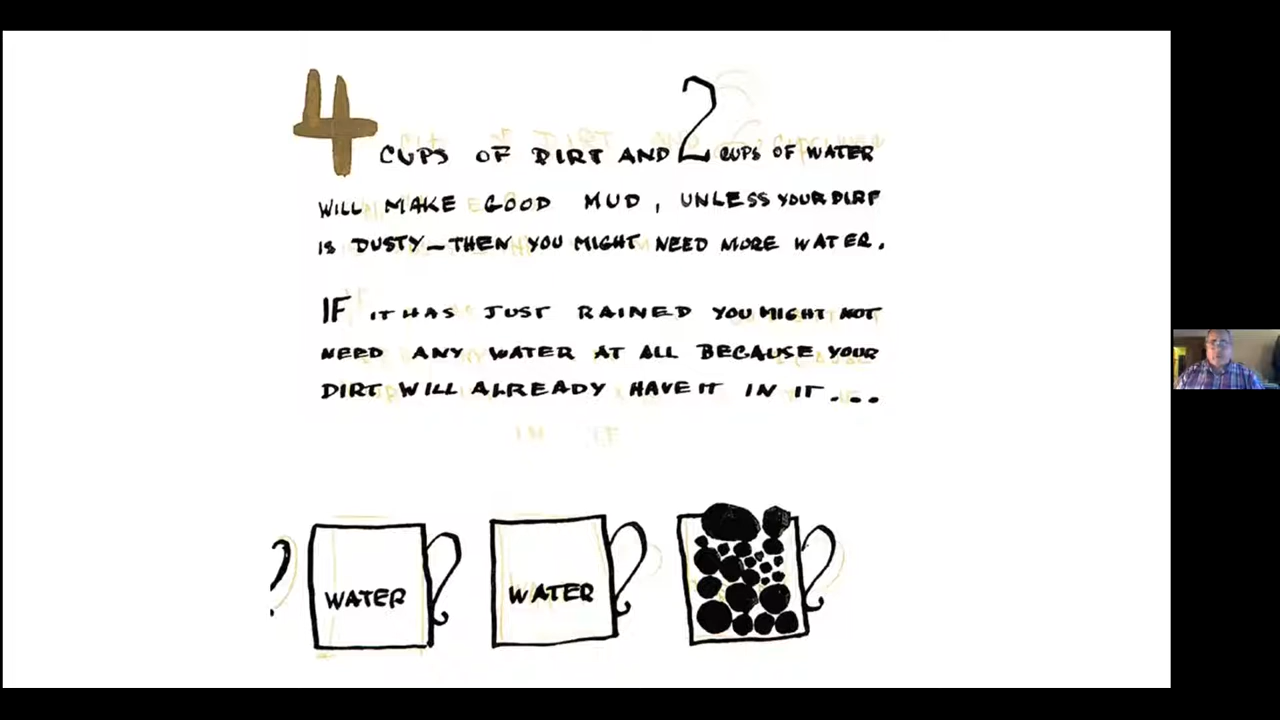 4 CUPS OF DIRT AND 2 CUPS OF WATER
WILL MAKE GOOD MUD, UNLESS YOUR DIRT
IS DUSTY—THEN YOU MIGHT NEED MORE WATER.
IF IT HAS JUST RAINED YOU MIGHT NOT
NEED ANY WATER AT ALL BECAUSE YOUR
DIRT WILL ALREADY HAVE IT IN IT...
WATER
WATER